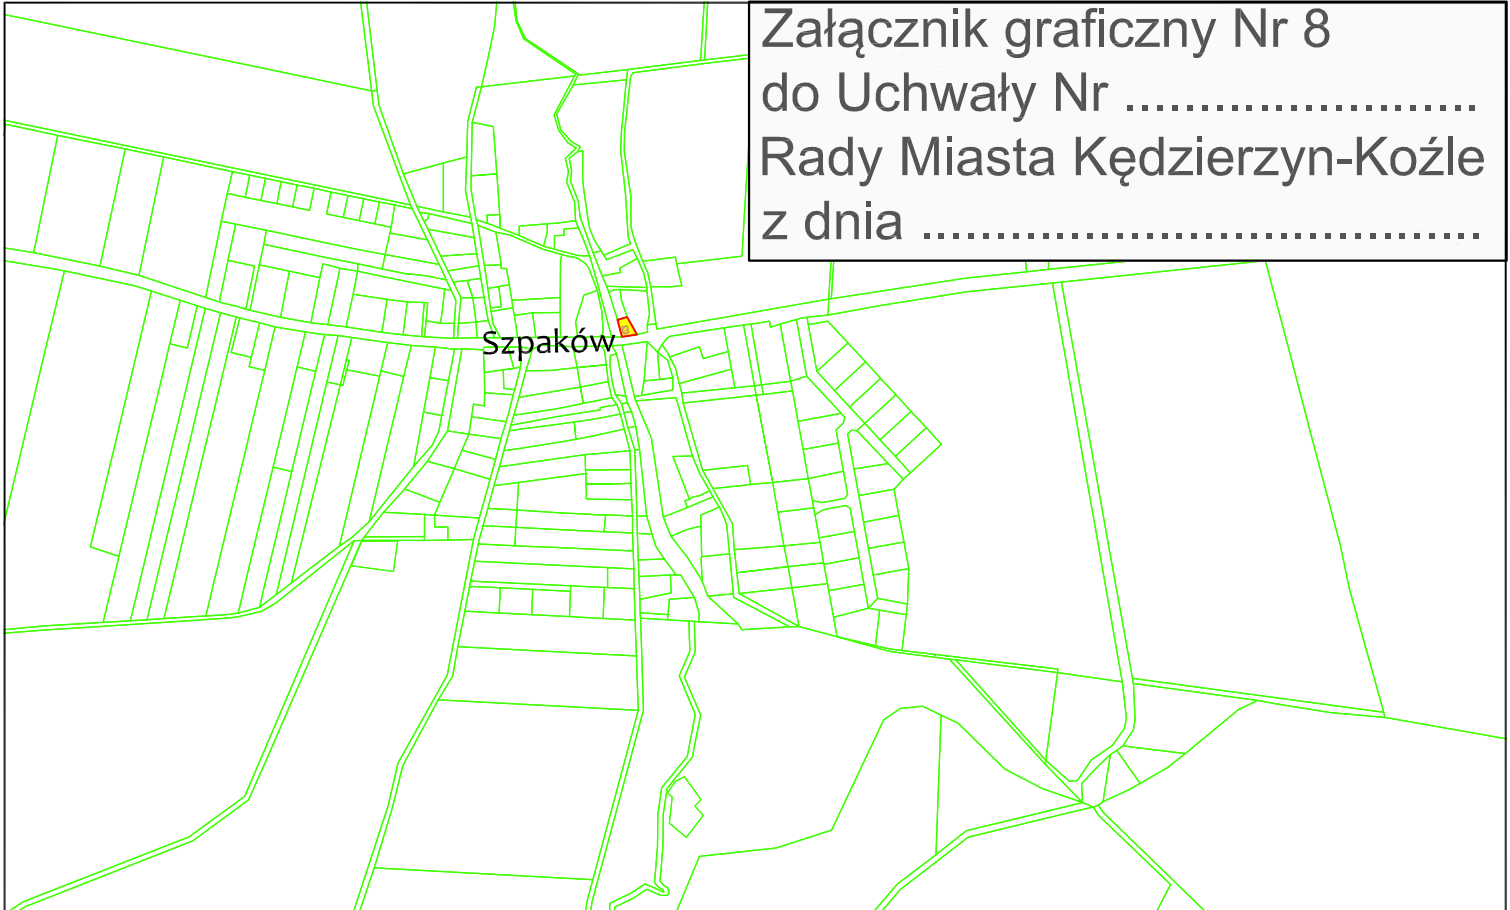 Załącznik graficzny Nr 8
do Uchwały Nr ........................
Rady Miasta Kędzierzyn-Koźle
z dnia ......................................
Szpaków